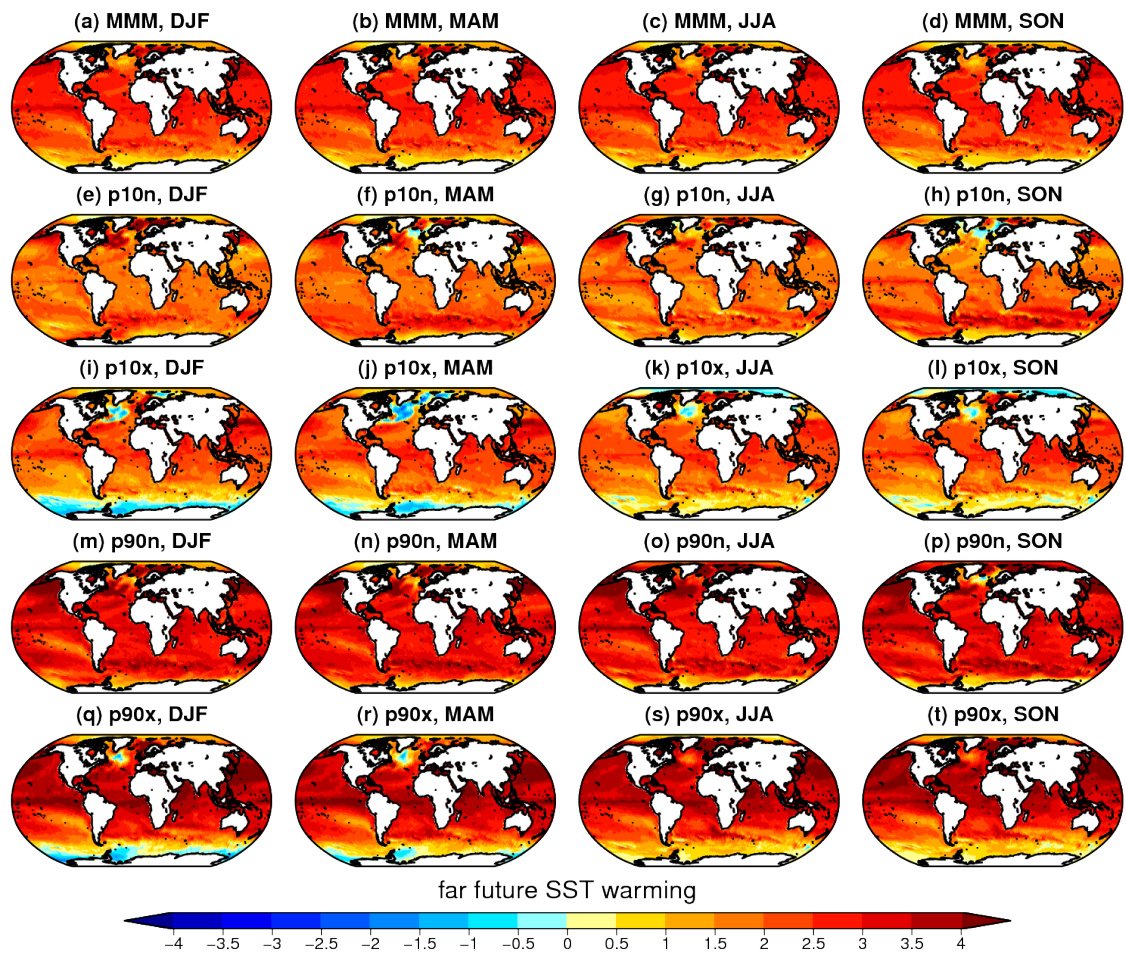 (a) MMM, DJF
(b) MMM, MAM
(c) MMM, JJA
(d) MMM, SON
(e) p10n, DJF
(f) p10n, MAM
(g) p10n, JJA
(h) p10n, SON
(i) p10x, DJF
(j) p10x, MAM
(k) p10x, JJA
(l) p10x, SON
(m) p90n, DJF
(n) p90n, MAM
(o) p90n, JJA
(p) p90n, SON
(q) p90x, DJF
(r) p90x, MAM
(s) p90x, JJA
(t) p90x, SON
far future SST warming
−4 −3.5 −3 −2.5 −2 −1.5 −1 −0.5 0 0.5 1 1.5 2 2.5 3 3.5 4